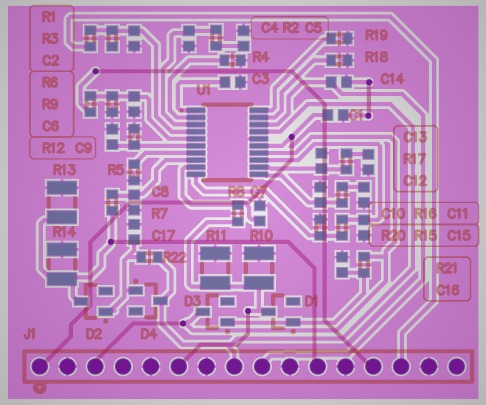 R1
C4 R2 C5
R3
R19
C2
R4
R18
R6
C3
C14
R9
U1
C6
C1
C13
R12 C9
R17
R13
R5
C12
C8
R8 C7
R7
C10 R16 C11
R14
C17
R11
R10
R20 R15 C15
R22
R21
C16
D3
D1
J1
D2
D4